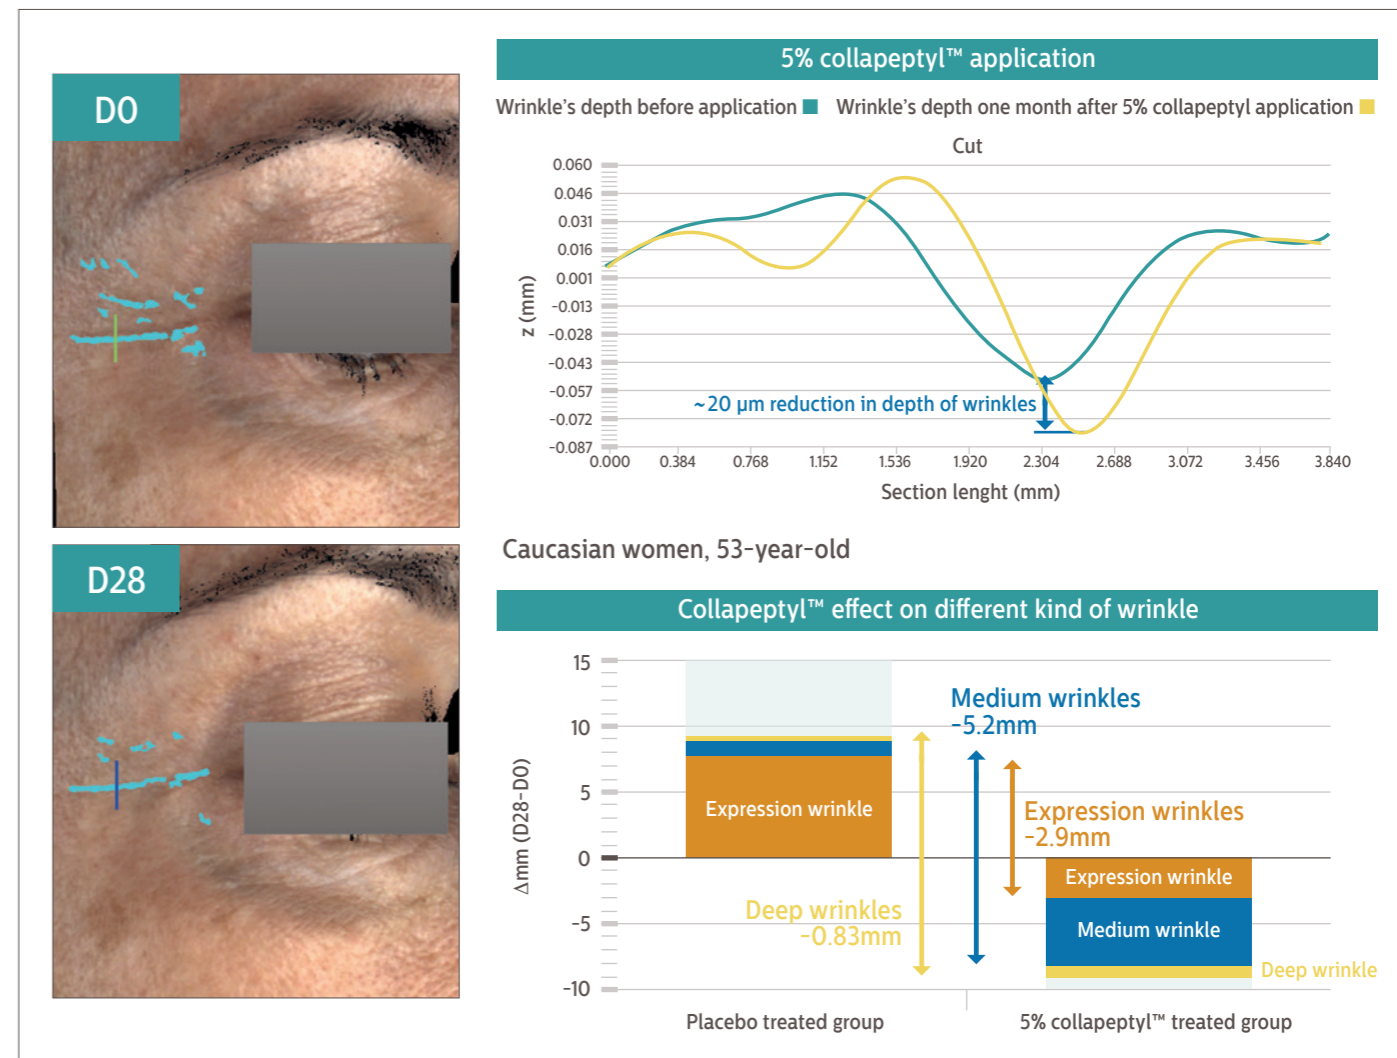 D0
5% collapeptyl™ application
Wrinkle's depth before application
Wrinkle's depth one month after 5% collapeptyl application
Cut
0.060
0.046
0.031
0.016
0.001
-0.013
-0.028
-0.043
-0.057
-0.072
-0.087
z (mm)
~20 µm reduction in depth of wrinkles
0.000 0.384 0.768 1.152 1.536 1.920 2.304 2.688 3.072 3.456 3.840
Section lenght (mm)
Caucasian women, 53-year-old
D28
Collapeptyl™ effect on different kind of wrinkle
15
10
5
0
-5
-10
Δmm (D28-D0)
Medium wrinkles
-5.2mm
Expression wrinkle
Expression wrinkles
-2.9mm
Expression wrinkle
Deep wrinkles
-0.83mm
Medium wrinkle
Deep wrinkle
Placebo treated group
5% collapeptyl™ treated group